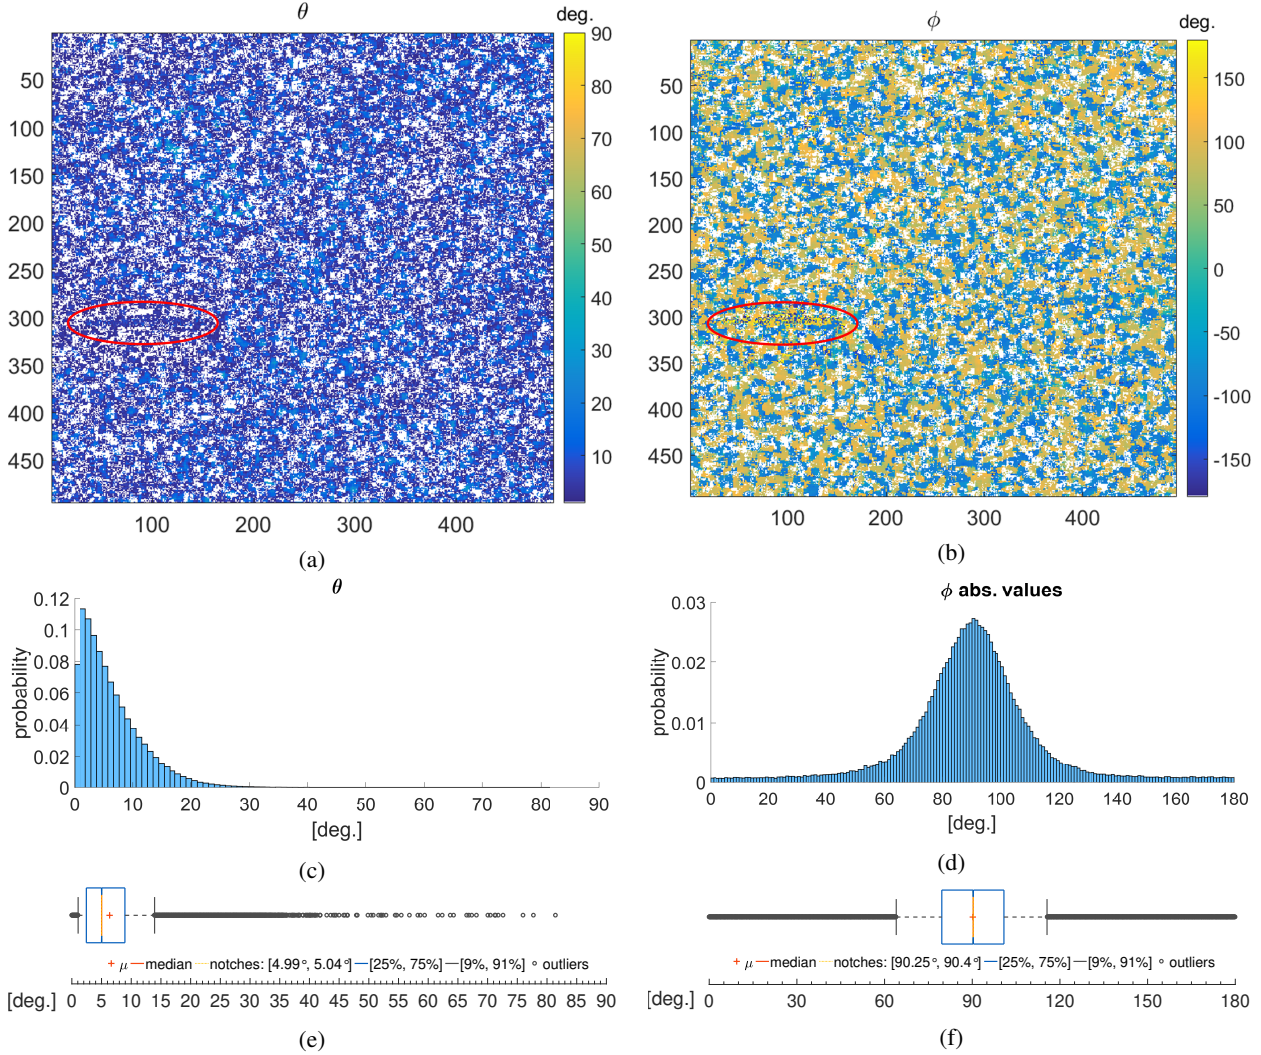 θ
deg.
90
80
70
60
50
40
30
20
10
50
100
150
200
250
300
350
400
450
100
200
300
400
(a)
ϕ
deg.
150
100
50
0
-50
-100
-150
50
100
150
200
250
300
350
400
450
100
200
300
400
(b)
θ
0.12
0.1
0.08
0.06
0.04
0.02
0
probability
0 10 20 30 40 50 60 70 80 90
[deg.]
(c)
ϕ abs. values
0.03
0.02
0.01
0
probability
0 20 40 60 80 100 120 140 160 180
[deg.]
(d)
+ μ — median notches: [4.99°, 5.04°] — [25%, 75%] — [9%, 91%] o outliers
[deg.] 0 5 10 15 20 25 30 35 40 45 50 55 60 65 70 75 80 85 90
(e)
+ μ — median notches: [90.25°, 90.4°] — [25%, 75%] — [9%, 91%] o outliers
[deg.] 0 30 60 90 120 150 180
(f)